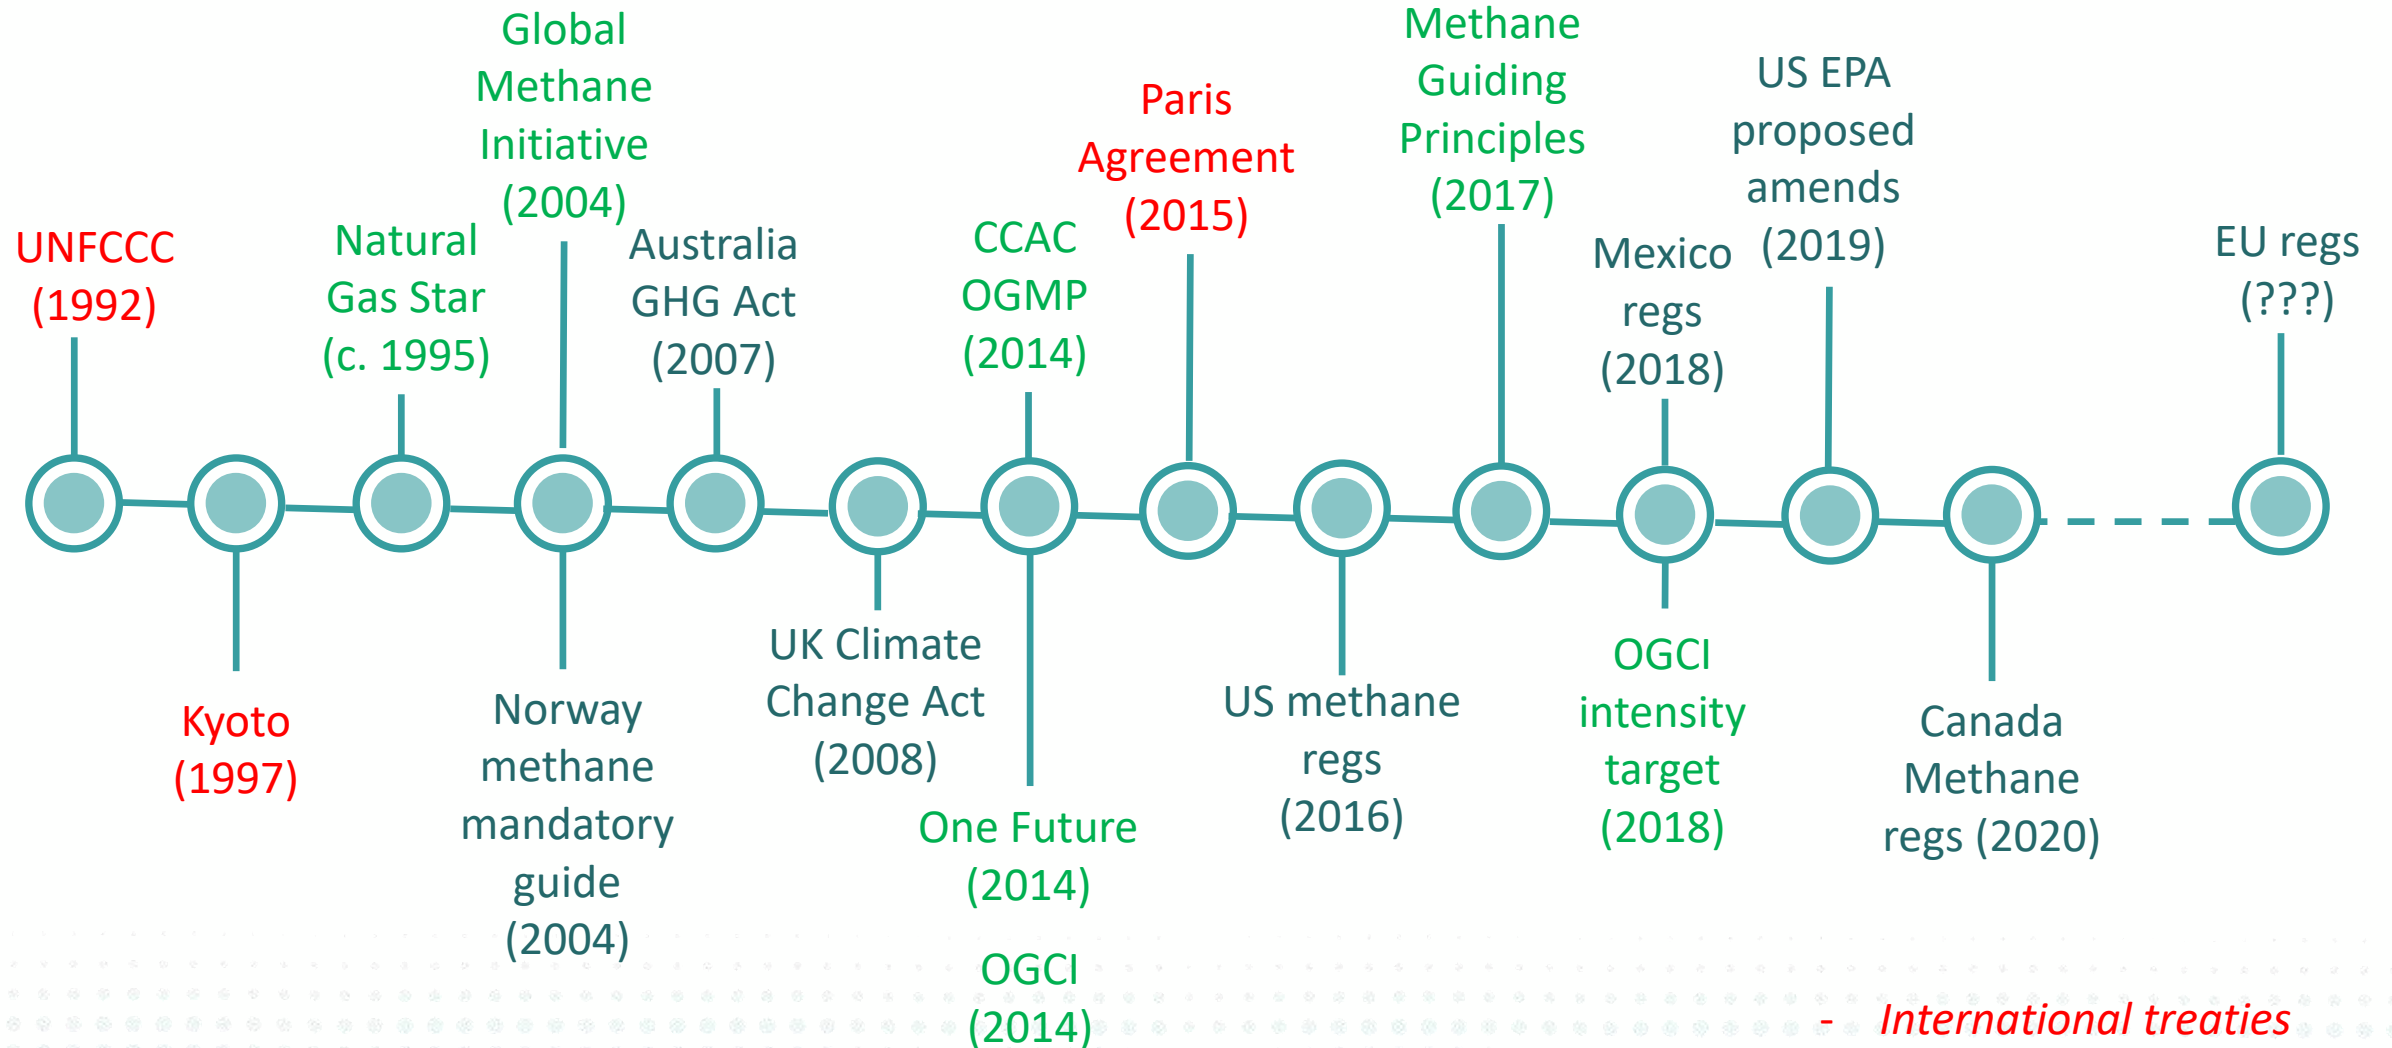 UNFCCC
(1992)
Kyoto
(1997)
Natural
Gas Star
(c. 1995)
Global
Methane
Initiative
(2004)
Norway
methane
mandatory
guide
(2004)
Australia
GHG Act
(2007)
UK Climate
Change Act
(2008)
CCAC
OGMP
(2014)
One Future
(2014)
OGCI
(2014)
Paris
Agreement
(2015)
US methane
regs
(2016)
Methane
Guiding
Principles
(2017)
Mexico
regs
(2018)
OGCI
intensity
target
(2018)
US EPA
proposed
amends
(2019)
Canada
Methane
regs (2020)
EU regs
(???)
- International treaties